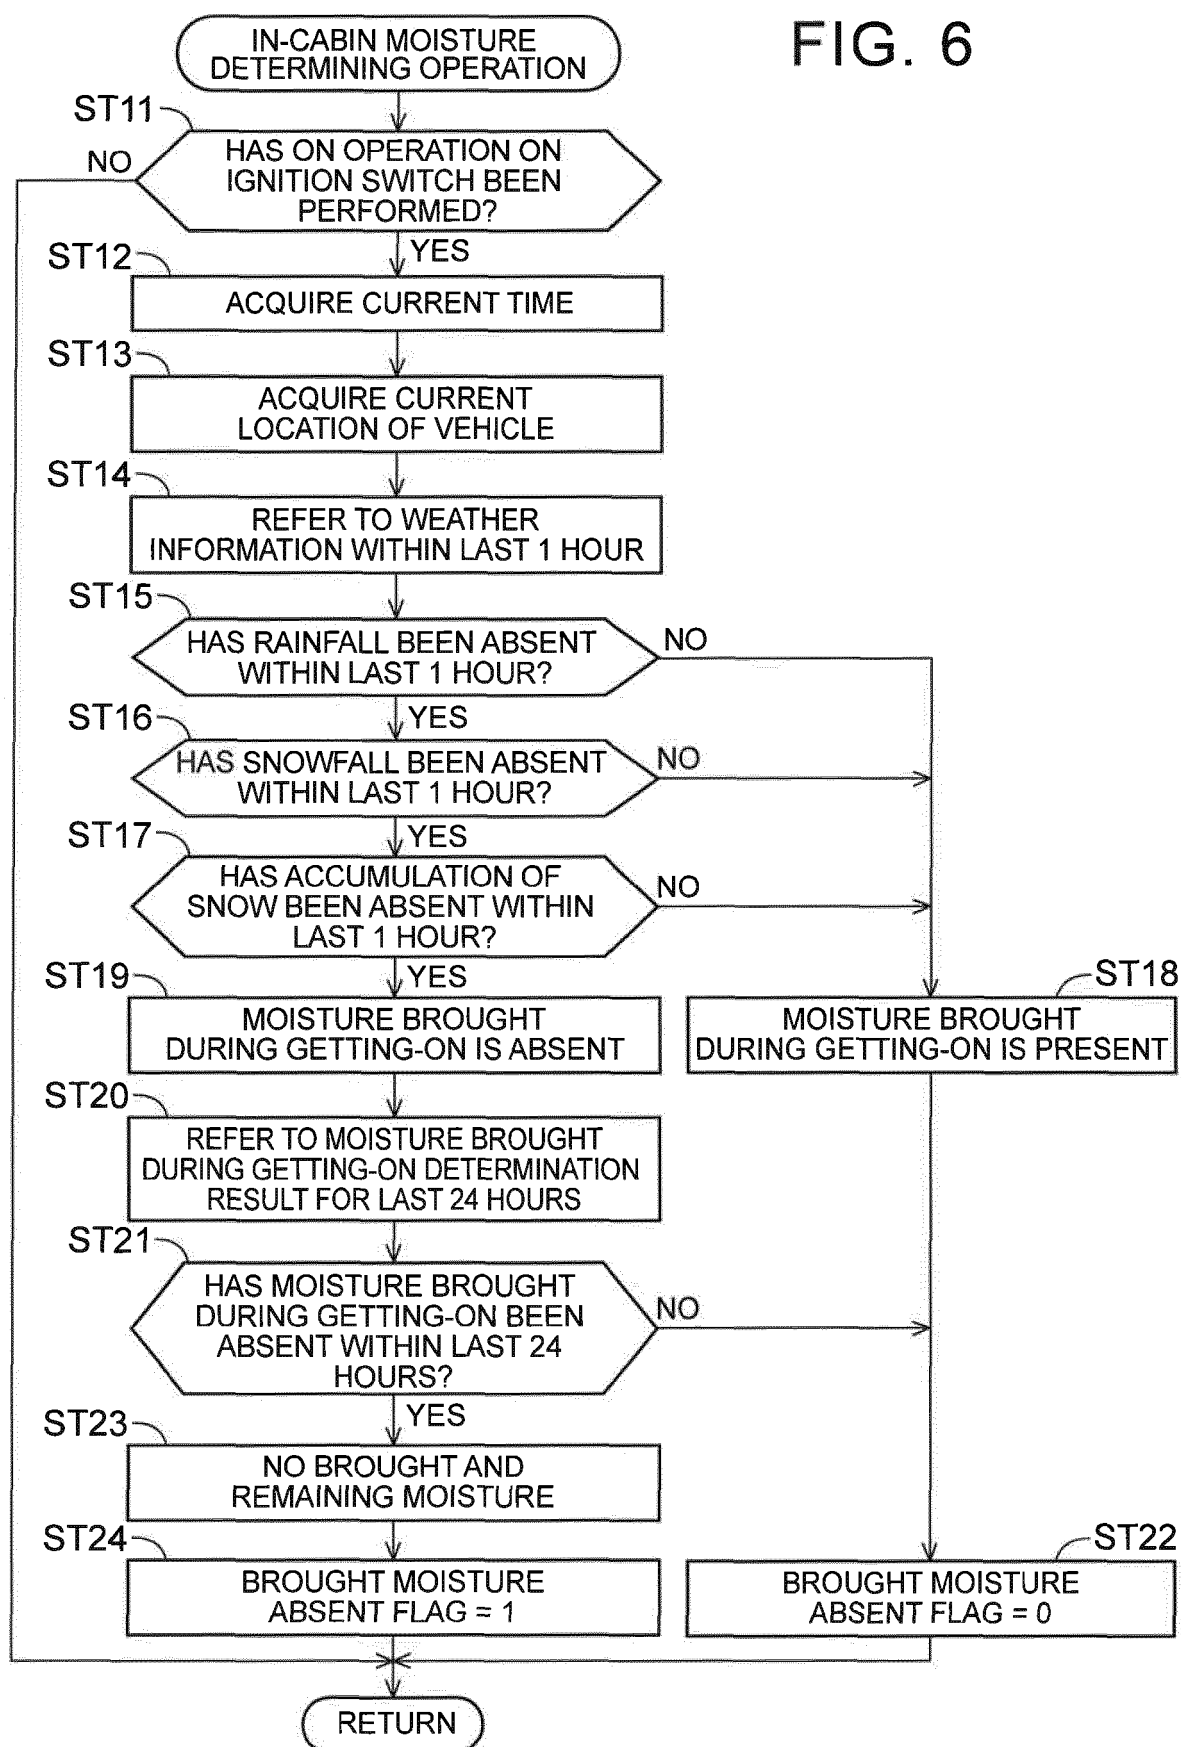 FIG. 6
IN-CABIN MOISTURE
DETERMINING OPERATION
ST11
HAS ON OPERATION ON
IGNITION SWITCH BEEN
PERFORMED?
NO
YES
ST12
ACQUIRE CURRENT TIME
ST13
ACQUIRE CURRENT
LOCATION OF VEHICLE
ST14
REFER TO WEATHER
INFORMATION WITHIN LAST 1 HOUR
ST15
HAS RAINFALL BEEN ABSENT
WITHIN LAST 1 HOUR?
NO
YES
ST16
HAS SNOWFALL BEEN ABSENT
WITHIN LAST 1 HOUR?
NO
YES
ST17
HAS ACCUMULATION OF
SNOW BEEN ABSENT WITHIN
LAST 1 HOUR?
NO
YES
ST19
MOISTURE BROUGHT
DURING GETTING-ON IS ABSENT
ST18
MOISTURE BROUGHT
DURING GETTING-ON IS PRESENT
ST20
REFER TO MOISTURE BROUGHT
DURING GETTING-ON DETERMINATION
RESULT FOR LAST 24 HOURS
ST21
HAS MOISTURE BROUGHT
DURING GETTING-ON BEEN
ABSENT WITHIN LAST 24
HOURS?
NO
YES
ST23
NO BROUGHT AND
REMAINING MOISTURE
ST24
BROUGHT MOISTURE
ABSENT FLAG = 1
ST22
BROUGHT MOISTURE
ABSENT FLAG = 0
RETURN